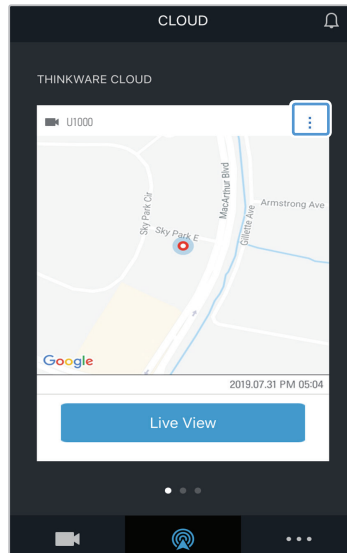 CLOUD
THINKWARE CLOUD
U1000
MacArthur Blvd
Armstrong Ave
Sky Park Cir
Sky Park E
Gillette Ave
Google
2019.07.31 PM 05:04
Live View